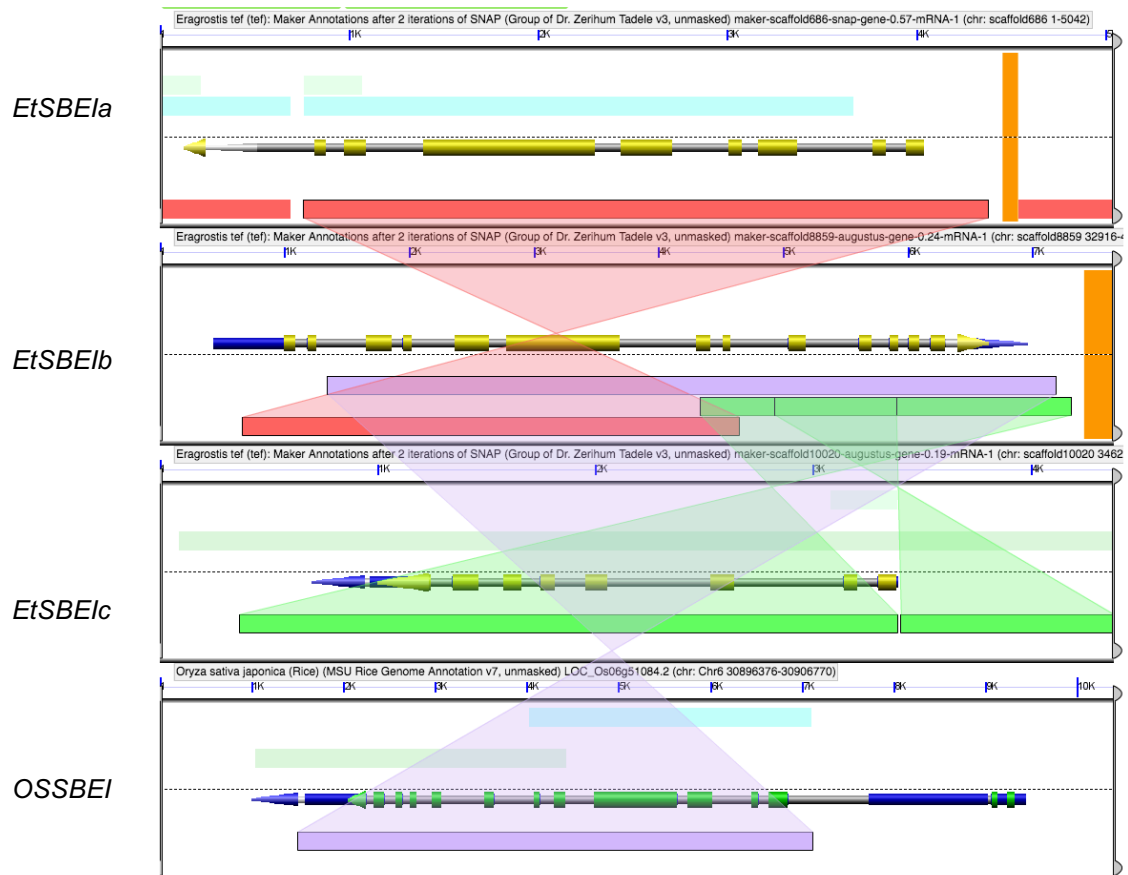 Eragrostis tef (tef): Maker Annotations after 2 iterations of SNAP (Group of Dr. Zerihum Tadele v3, unmasked) maker-scaffold686-snap-gene-0.57-mRNA-1 (chr: scaffold686 1-5042)
1K 2K 3K 4K 5
EtSBEIa
Eragrostis tef (tef): Maker Annotations after 2 iterations of SNAP (Group of Dr. Zerihum Tadele v3, unmasked) maker-scaffold8859-augustus-gene-0.24-mRNA-1 (chr: scaffold8859 32916-4
1K 2K 3K 4K 5K 6K 7K
EtSBEIb
Eragrostis tef (tef): Maker Annotations after 2 iterations of SNAP (Group of Dr. Zerihum Tadele v3, unmasked) maker-scaffold10020-augustus-gene-0.19-mRNA-1 (chr: scaffold10020 3462
1K 2K 3K 4K
EtSBEIc
Oryza sativa japonica (Rice) (MSU Rice Genome Annotation v7, unmasked) LOC_Os06g51084.2 (chr: Chr6 30896376-30906770)
1K 2K 3K 4K 5K 6K 7K 8K 9K 10K
OSSBEI